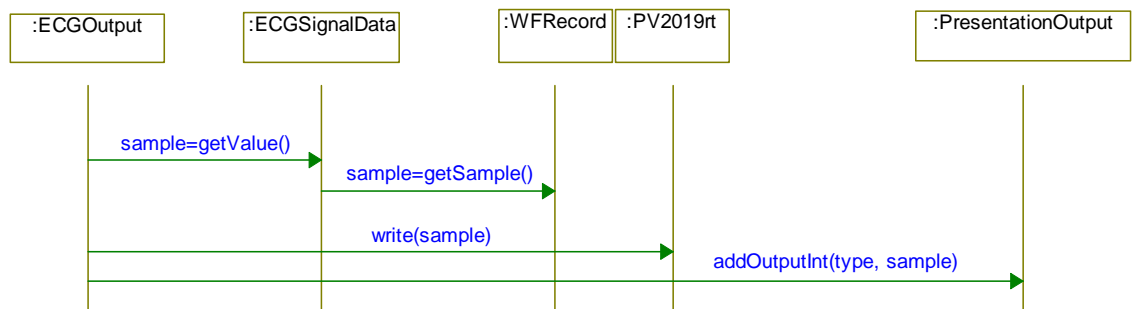 :ECGOutput
:ECGSignalData
:WFRecord
:PV2019rt
:PresentationOutput
sample=getValue()
sample=getSample()
write(sample)
addOutputInt(type, sample)